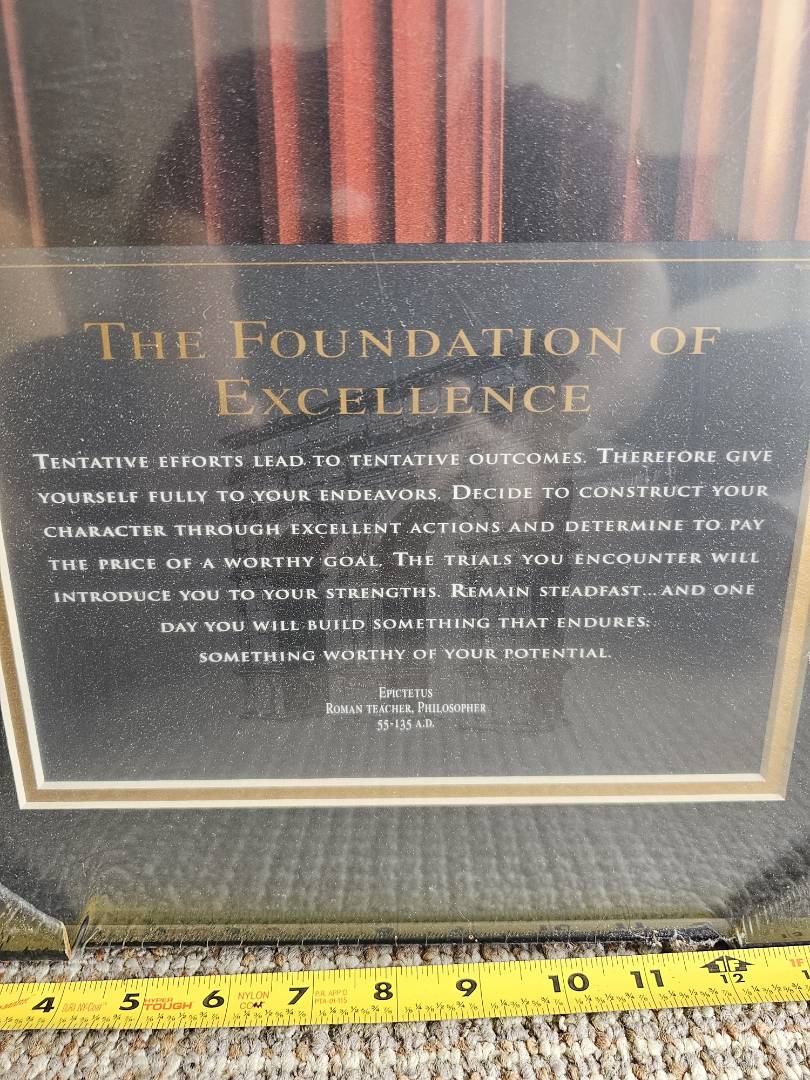 THE FOUNDATION OF
EXCELLENCE
TENTATIVE EFFORTS LEAD TO TENTATIVE OUTCOMES. THEREFORE GIVE
YOURSELF FULLY TO YOUR ENDEAVORS. DECIDE TO CONSTRUCT YOUR
CHARACTER THROUGH EXCELLENT ACTIONS AND DETERMINE TO PAY
THE PRICE OF A WORTHY GOAL. THE TRIALS YOU ENCOUNTER WILL
INTRODUCE YOU TO YOUR STRENGTHS. REMAIN STEADFAST...AND ONE
DAY YOU WILL BUILD SOMETHING THAT ENDURES;
SOMETHING WORTHY OF YOUR POTENTIAL.
EPICTETUS
ROMAN TEACHER, PHILOSOPHER
55-135 A.D.
4 5 HYPER TOUGH 6 NYLON 7 8 9 10 11 12 1F